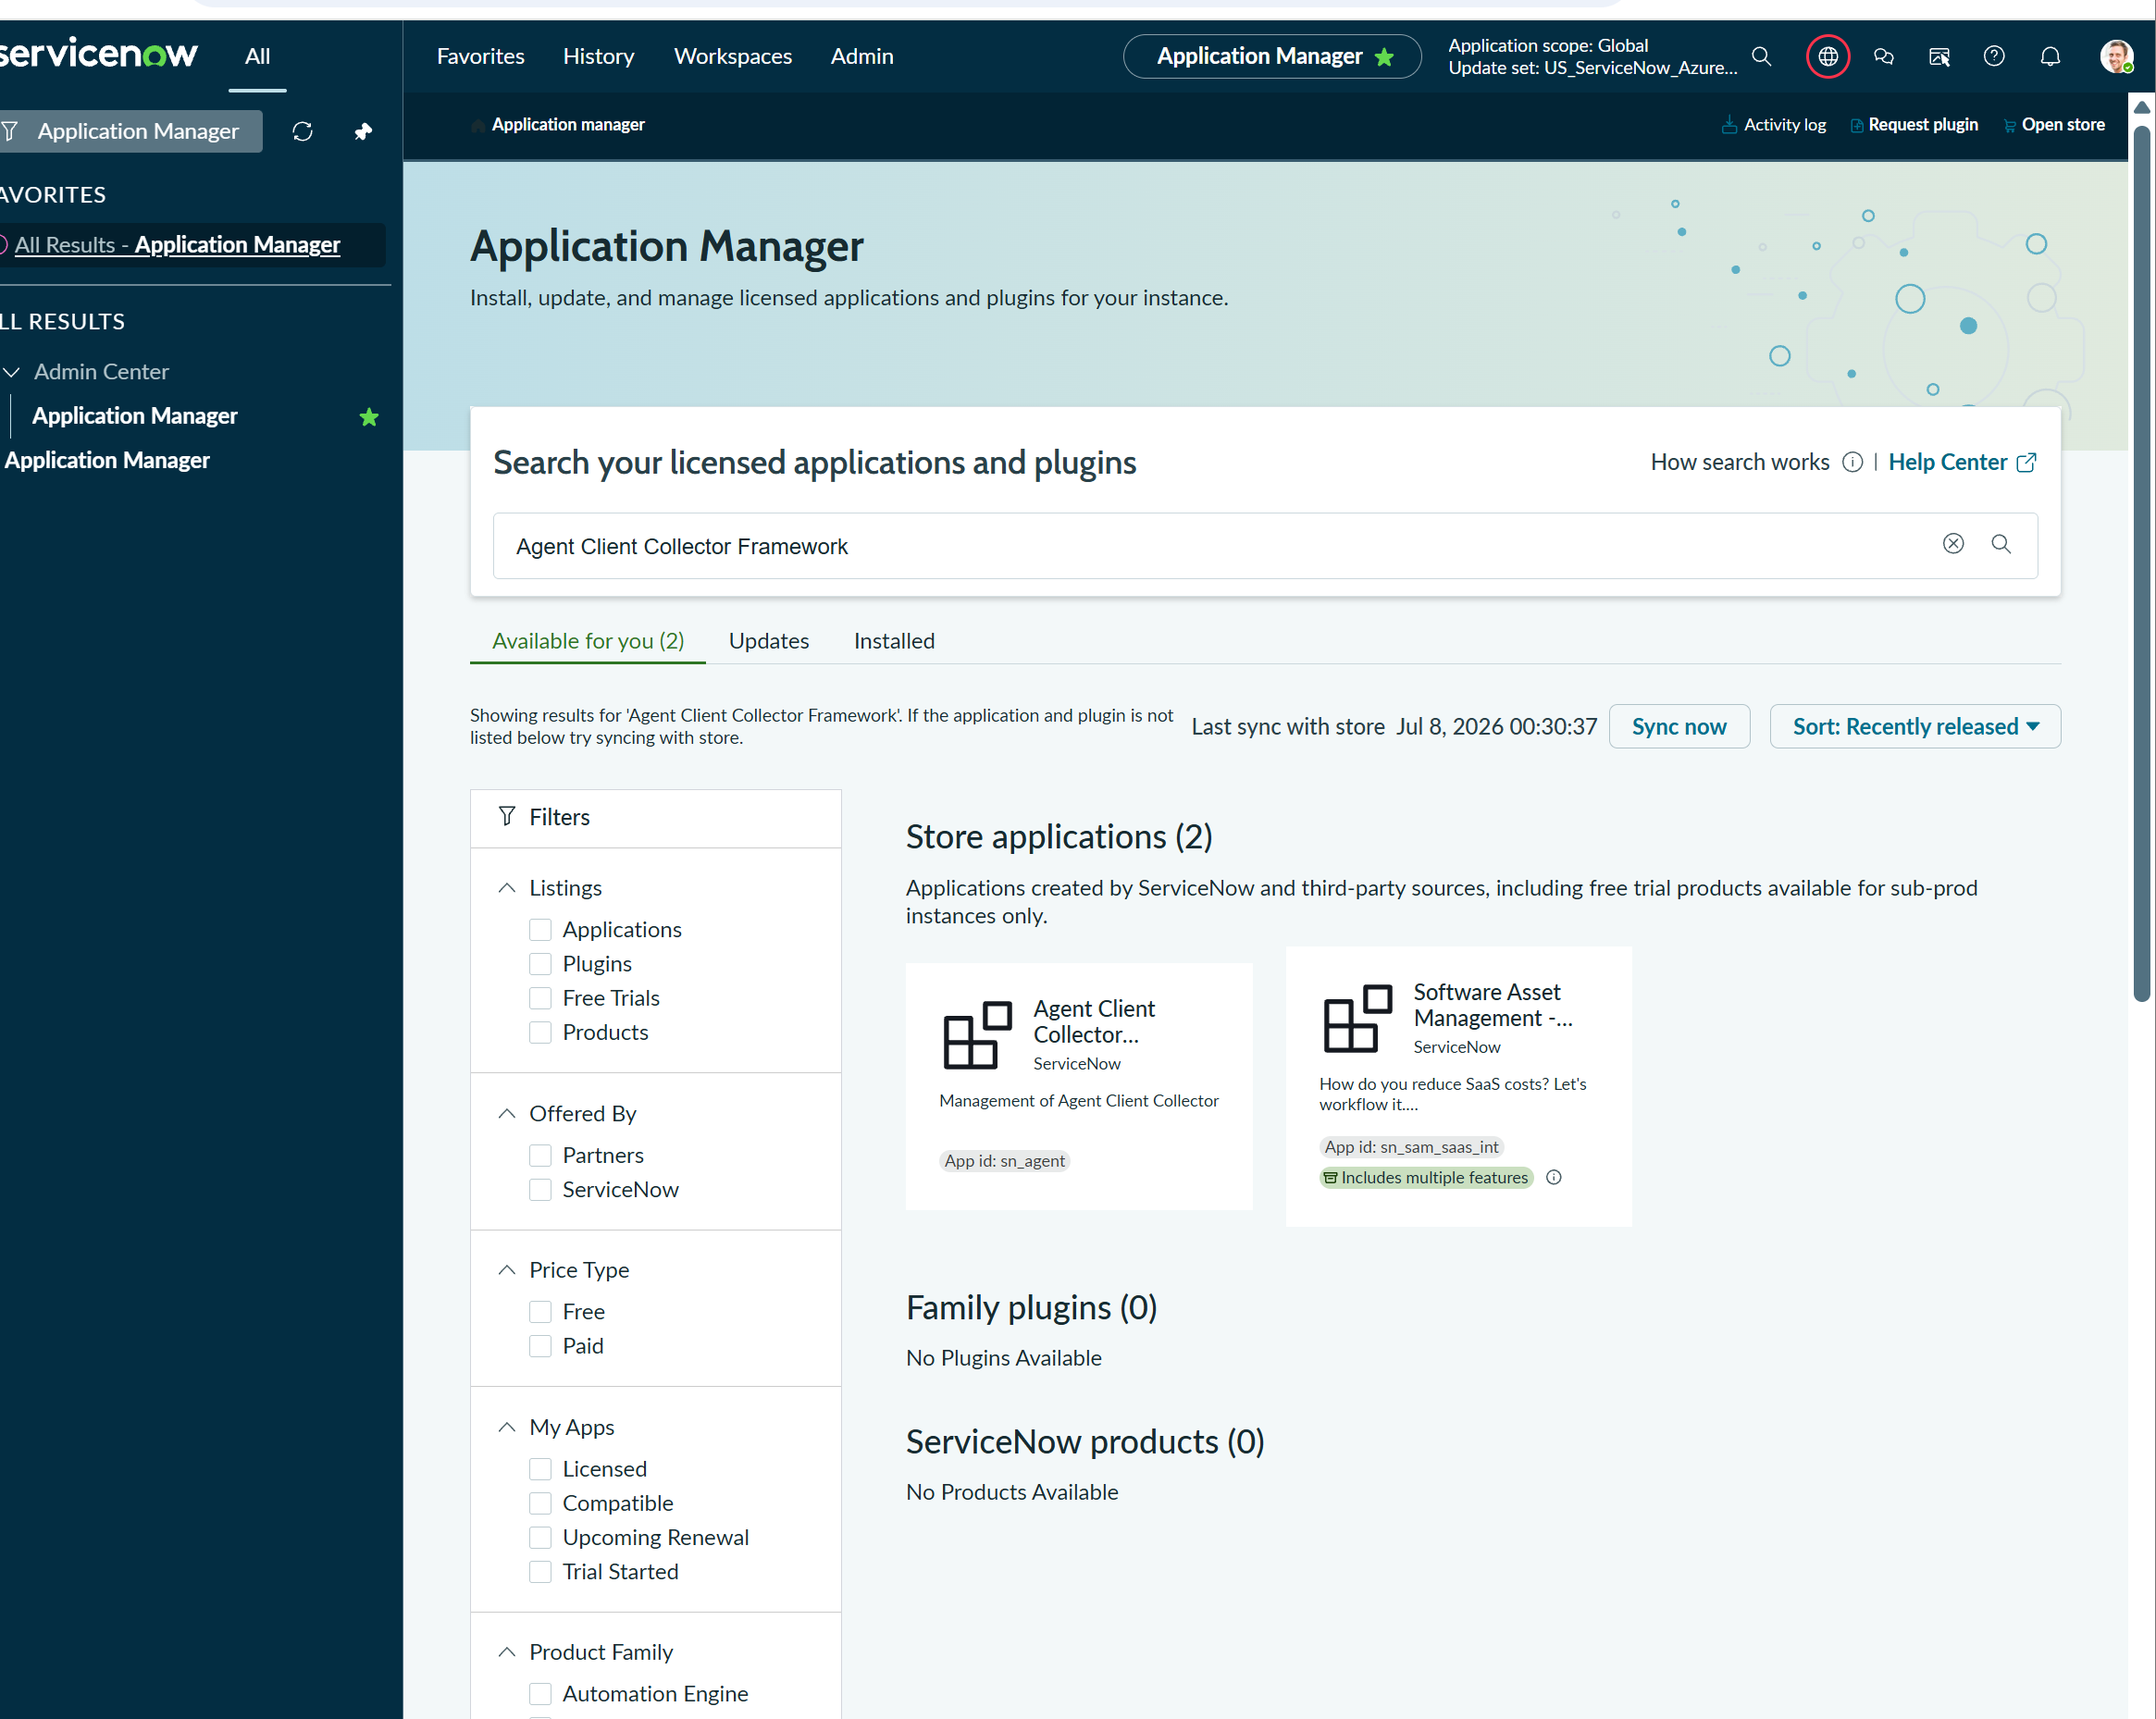 servicenow
All
Favorites
History
Workspaces
Admin
Application Manager
Application scope: Global
Update set: US_ServiceNow_Azure...
Application Manager
AVORITES
All Results - Application Manager
LL RESULTS
Admin Center
Application Manager
Application Manager
Application manager
Activity log
Request plugin
Open store
Application Manager
Install, update, and manage licensed applications and plugins for your instance.
Search your licensed applications and plugins
How search works | Help Center
Agent Client Collector Framework
Available for you (2)
Updates
Installed
Showing results for 'Agent Client Collector Framework'. If the application and plugin is not
listed below try syncing with store.
Last sync with store Jul 8, 2026 00:30:37
Sync now
Sort: Recently released
Filters
Listings
Applications
Plugins
Free Trials
Products
Offered By
Partners
ServiceNow
Price Type
Free
Paid
My Apps
Licensed
Compatible
Upcoming Renewal
Trial Started
Product Family
Automation Engine
Store applications (2)
Applications created by ServiceNow and third-party sources, including free trial products available for sub-prod
instances only.
Agent Client
Collector...
ServiceNow
Management of Agent Client Collector
App id: sn_agent
Software Asset
Management -...
ServiceNow
How do you reduce SaaS costs? Let's
workflow it....
App id: sn_sam_saas_int
Includes multiple features
Family plugins (0)
No Plugins Available
ServiceNow products (0)
No Products Available